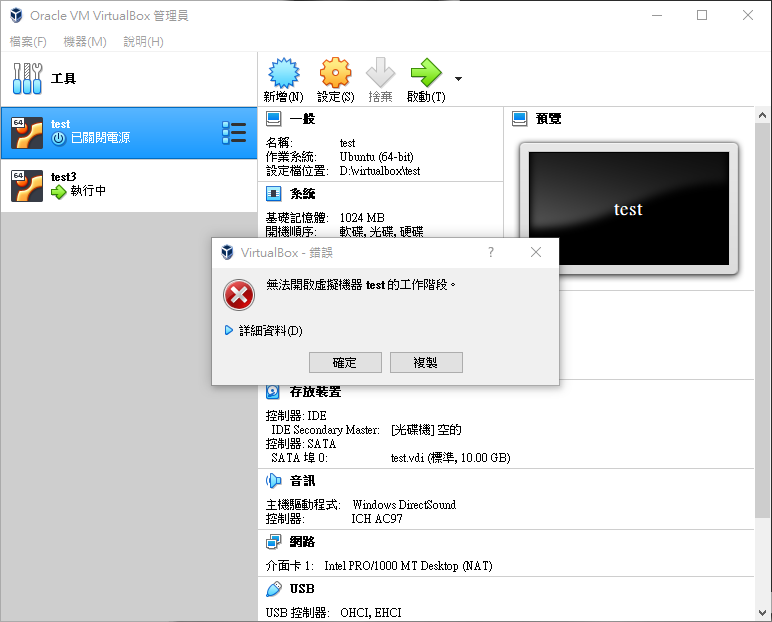 Oracle VM VirtualBox 管理員
檔案(F) 機器(M) 說明(H)
工具
新增(N) 設定(S) 捨棄 啟動(T)
64 test
已關閉電源
64 test3
執行中
一般
名稱: test
作業系統: Ubuntu (64-bit)
設定檔位置: D:\virtualbox\test
系統
基礎記憶體: 1024 MB
開機順序: 軟碟, 光碟, 硬碟
預覽
test
VirtualBox - 錯誤 ?
無法開啟虛擬機器 test 的工作階段。
詳細資料(D)
確定 複製
存放裝置
控制器: IDE
IDE Secondary Master: [光碟機] 空的
控制器: SATA
SATA 埠 0: test.vdi (標準, 10.00 GB)
音訊
主機驅動程式: Windows DirectSound
控制器: ICH AC97
網路
介面卡 1: Intel PRO/1000 MT Desktop (NAT)
USB
USB 控制器: OHCI, EHCI